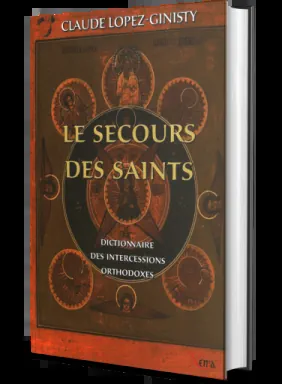 CLAUDE LOPEZ-GINISTY
LE SECOURS
DES SAINTS
DICTIONNAIRE
DES INTERCESSIONS
ORTHODOXES